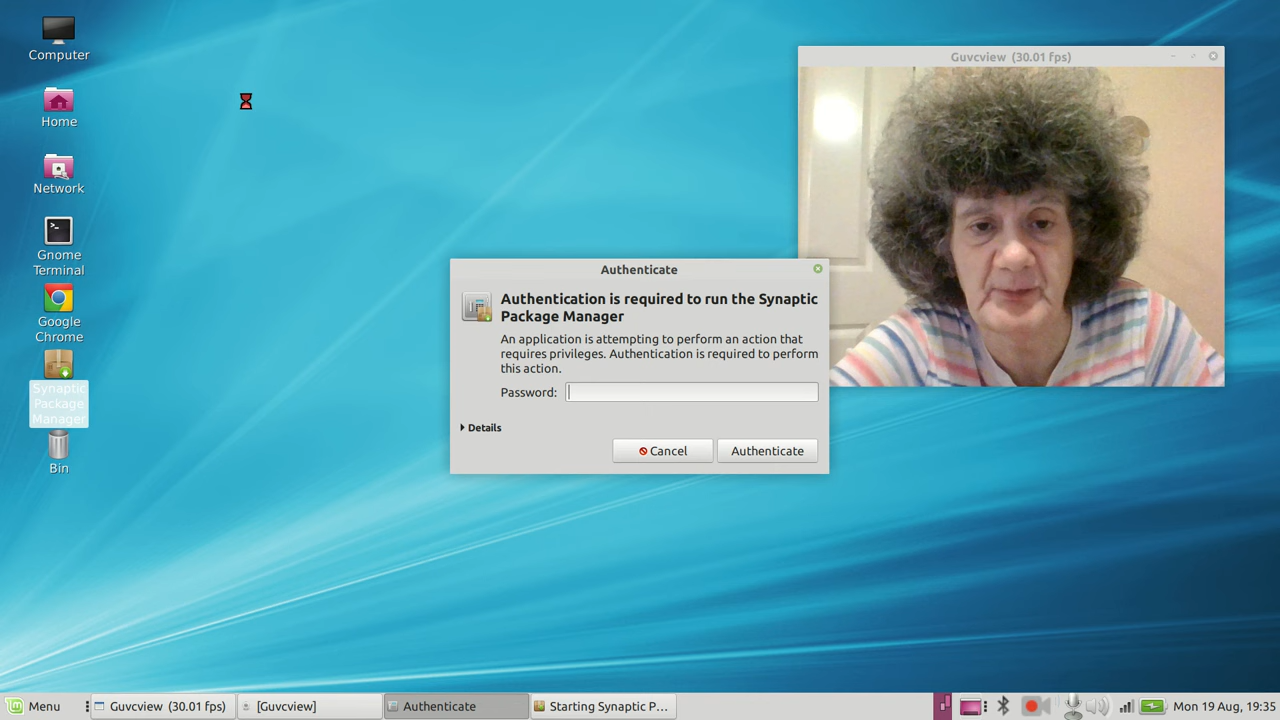 Computer
Home
Network
Gnome
Terminal
Google
Chrome
Synaptic
Package
Manager
Bin
Guvcview (30.01 fps)
Authenticate
Authentication is required to run the Synaptic
Package Manager
An application is attempting to perform an action that
requires privileges. Authentication is required to perform
this action.
Password:
Details
Cancel
Authenticate
Menu
Guvcview (30.01 fps)
[Guvcview]
Authenticate
Starting Synaptic P...
Mon 19 Aug, 19:35